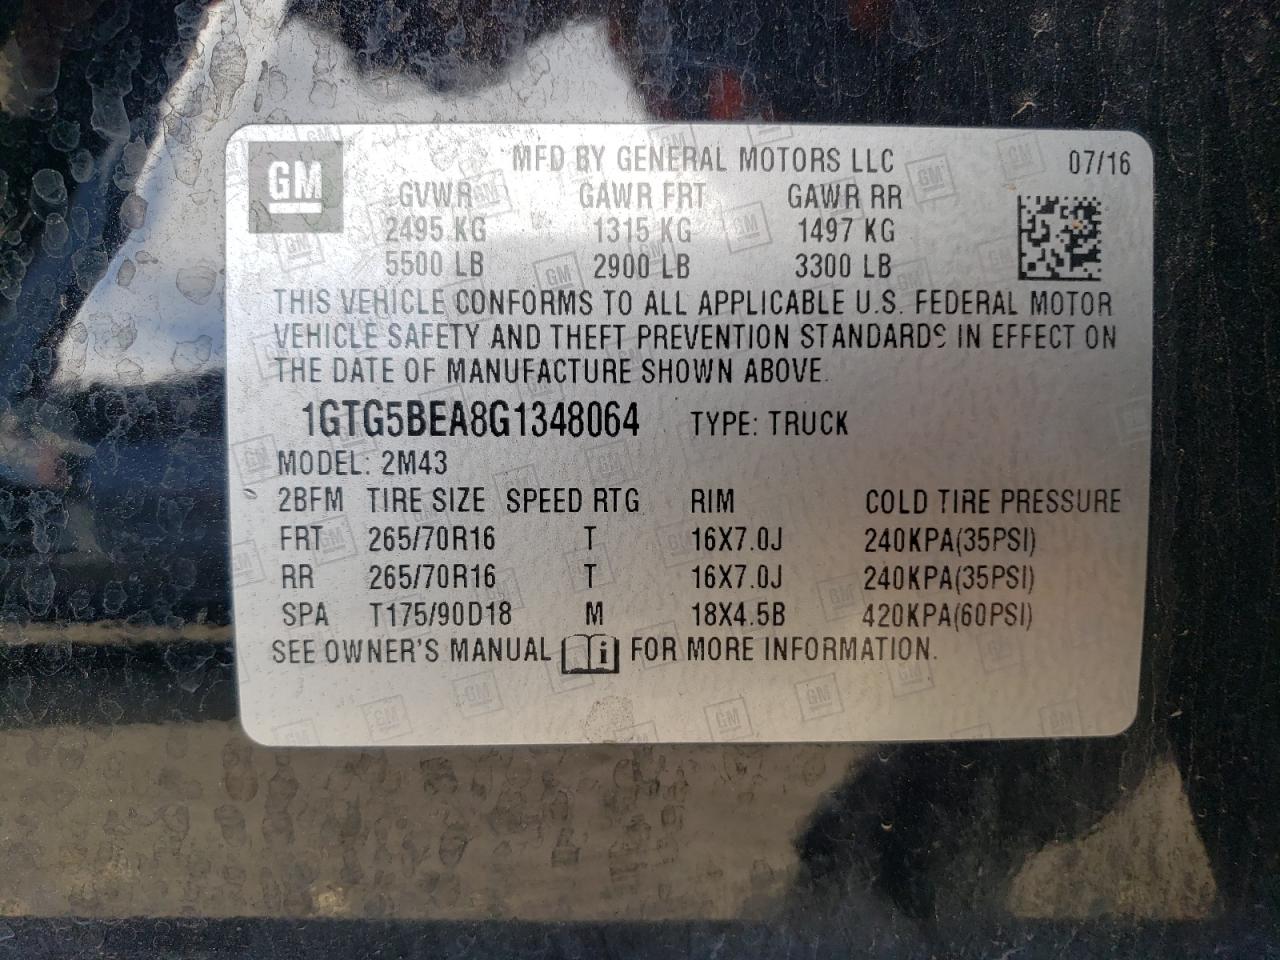 GM
MFD BY GENERAL MOTORS LLC 07/16
GVWR GAWR FRT GAWR RR
2495 KG 1315 KG 1497 KG
5500 LB 2900 LB 3300 LB
THIS VEHICLE CONFORMS TO ALL APPLICABLE U.S. FEDERAL MOTOR
VEHICLE SAFETY AND THEFT PREVENTION STANDARDS IN EFFECT ON
THE DATE OF MANUFACTURE SHOWN ABOVE.
1GTG5BEA8G1348064 TYPE: TRUCK
MODEL: 2M43
2BFM TIRE SIZE SPEED RTG RIM COLD TIRE PRESSURE
FRT 265/70R16 T 16X7.0J 240KPA(35PSI)
RR 265/70R16 T 16X7.0J 240KPA(35PSI)
SPA T175/90D18 M 18X4.5B 420KPA(60PSI)
SEE OWNER'S MANUAL i FOR MORE INFORMATION.